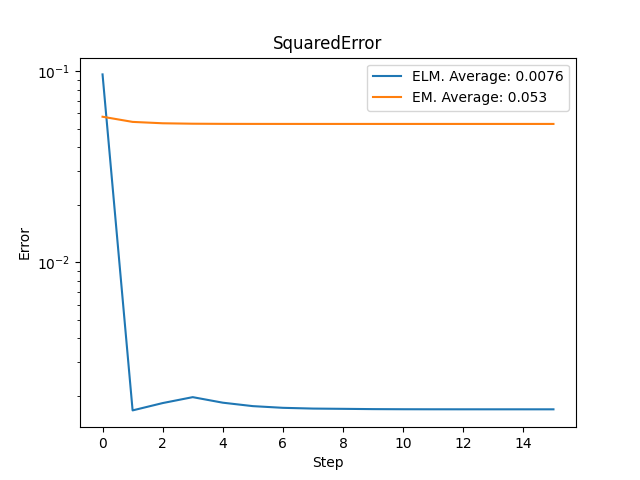 SquaredError
ELM. Average: 0.0076
EM. Average: 0.053
10⁻¹
10⁻²
Error
0 2 4 6 8 10 12 14
Step